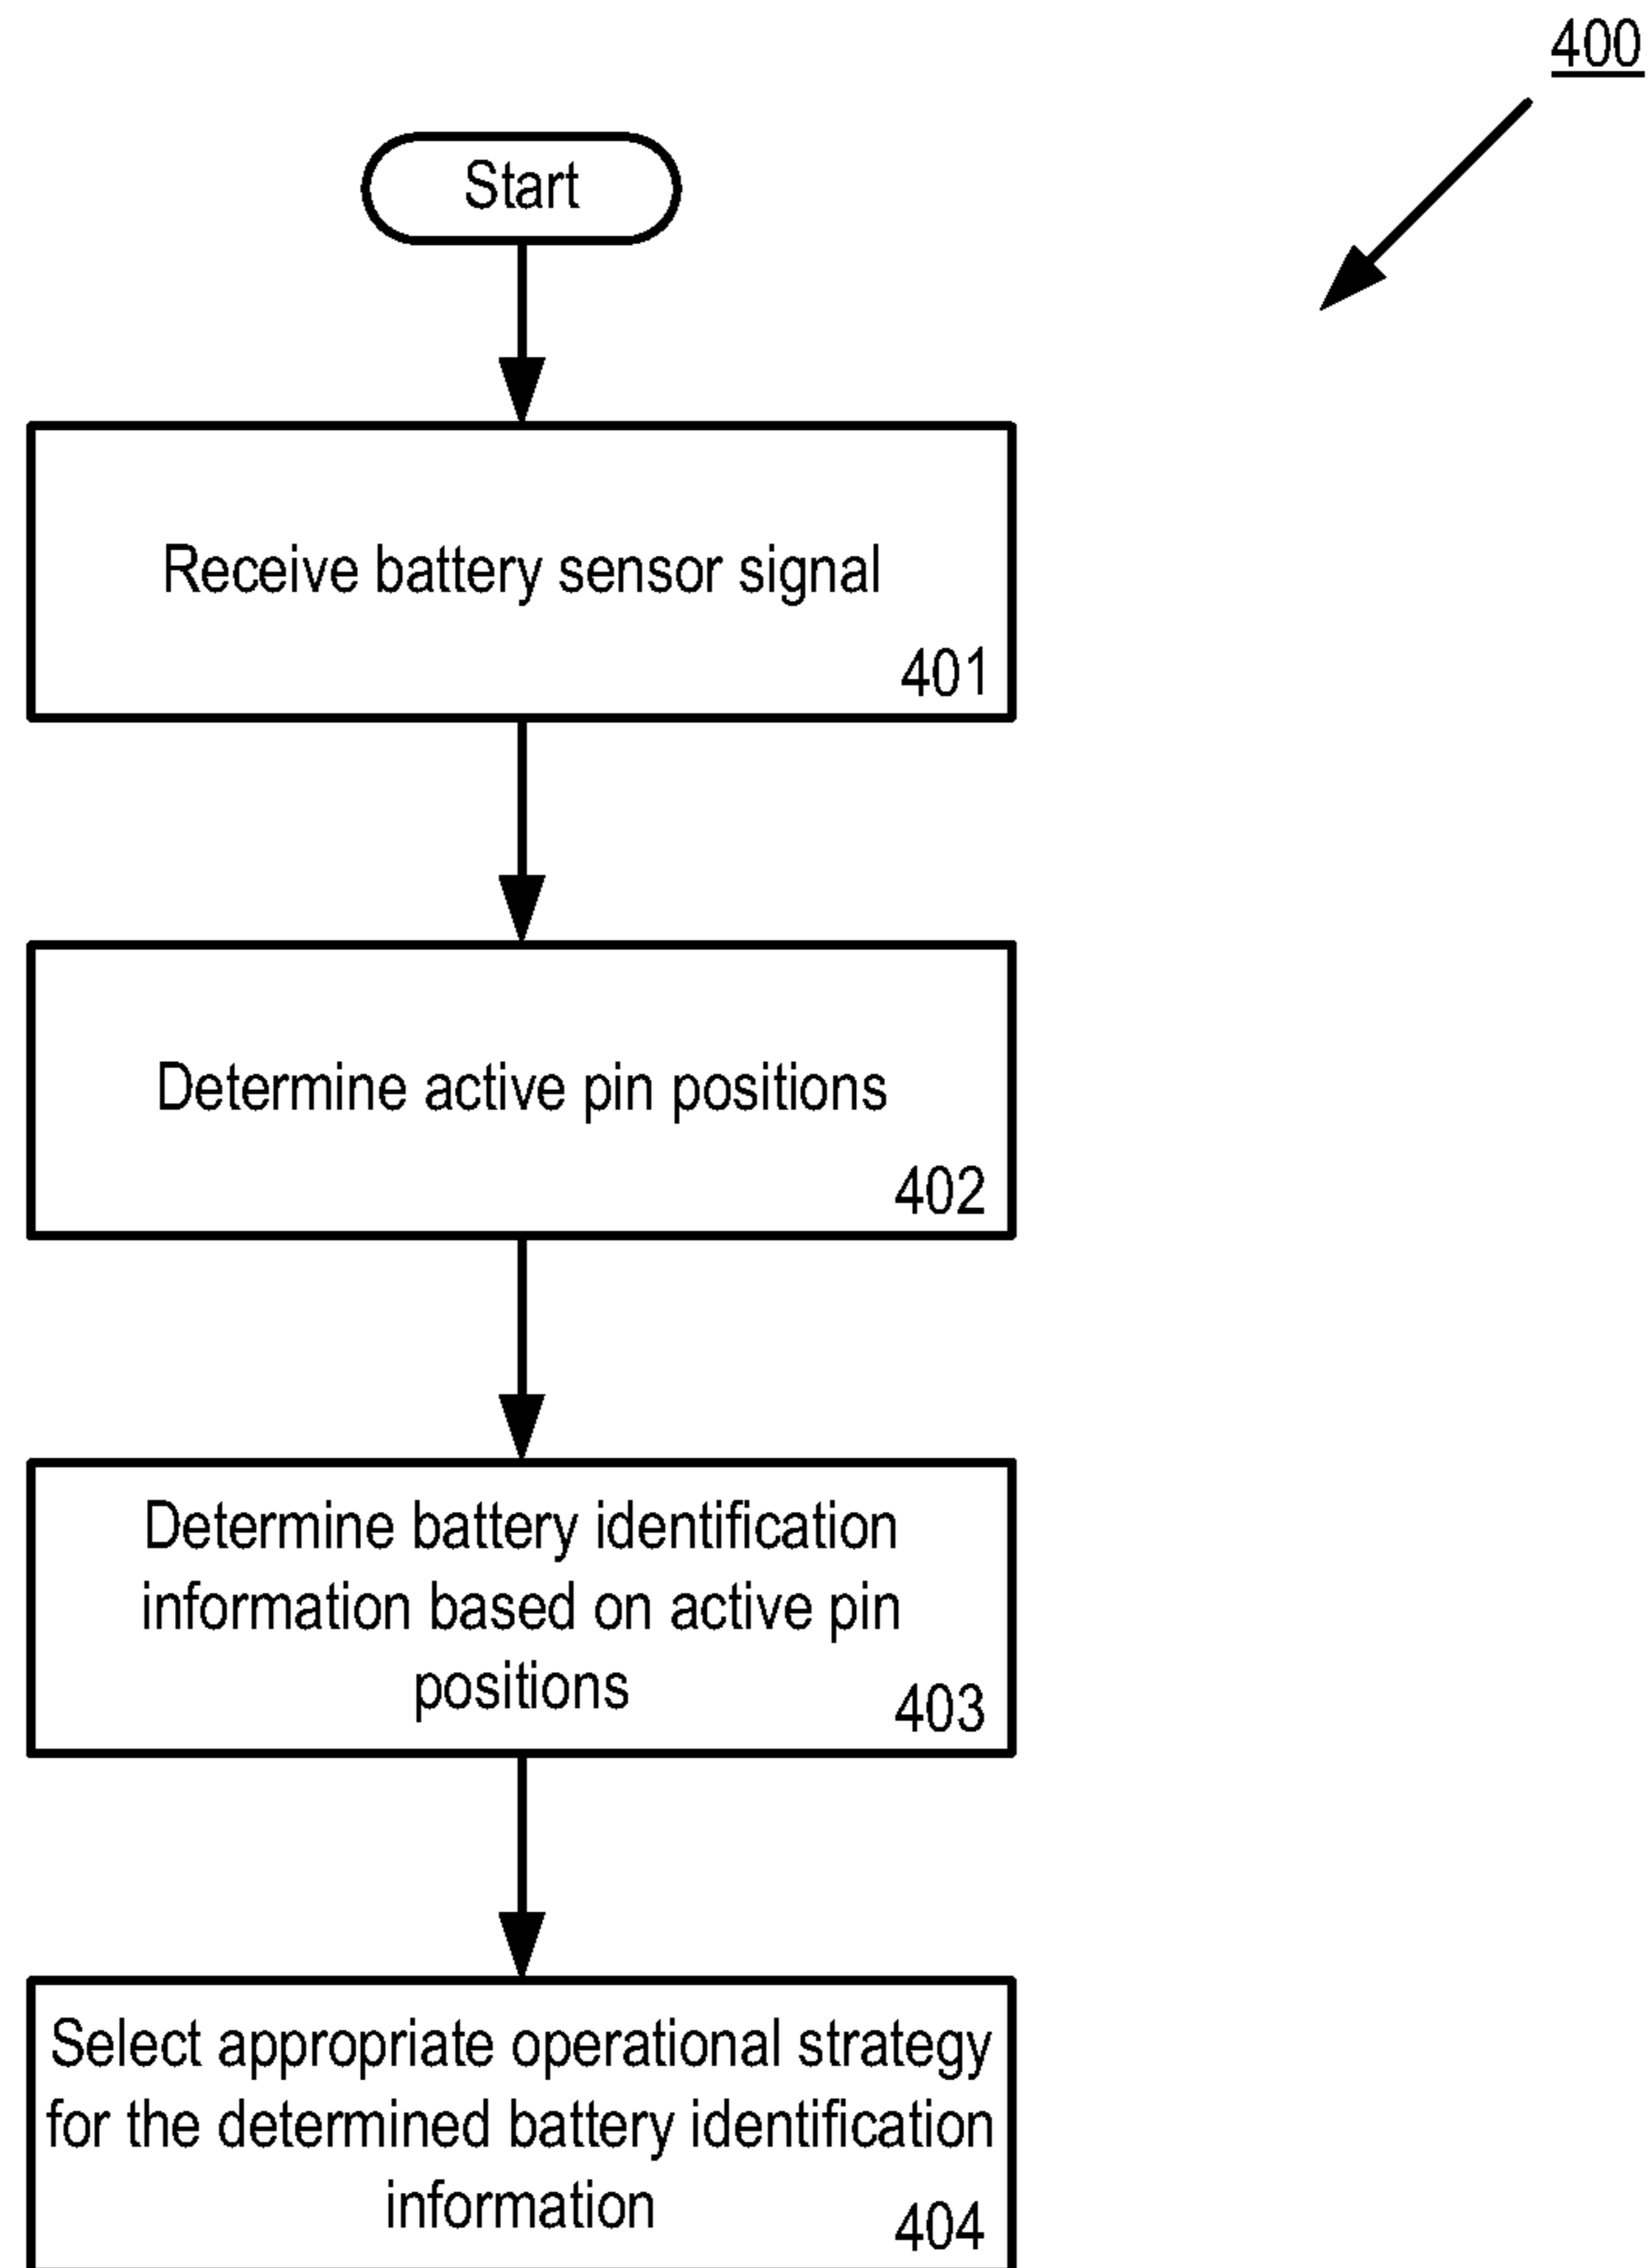 400
Start
Receive battery sensor signal
401
Determine active pin positions
402
Determine battery identification
information based on active pin
positions
403
Select appropriate operational strategy
for the determined battery identification
information
404